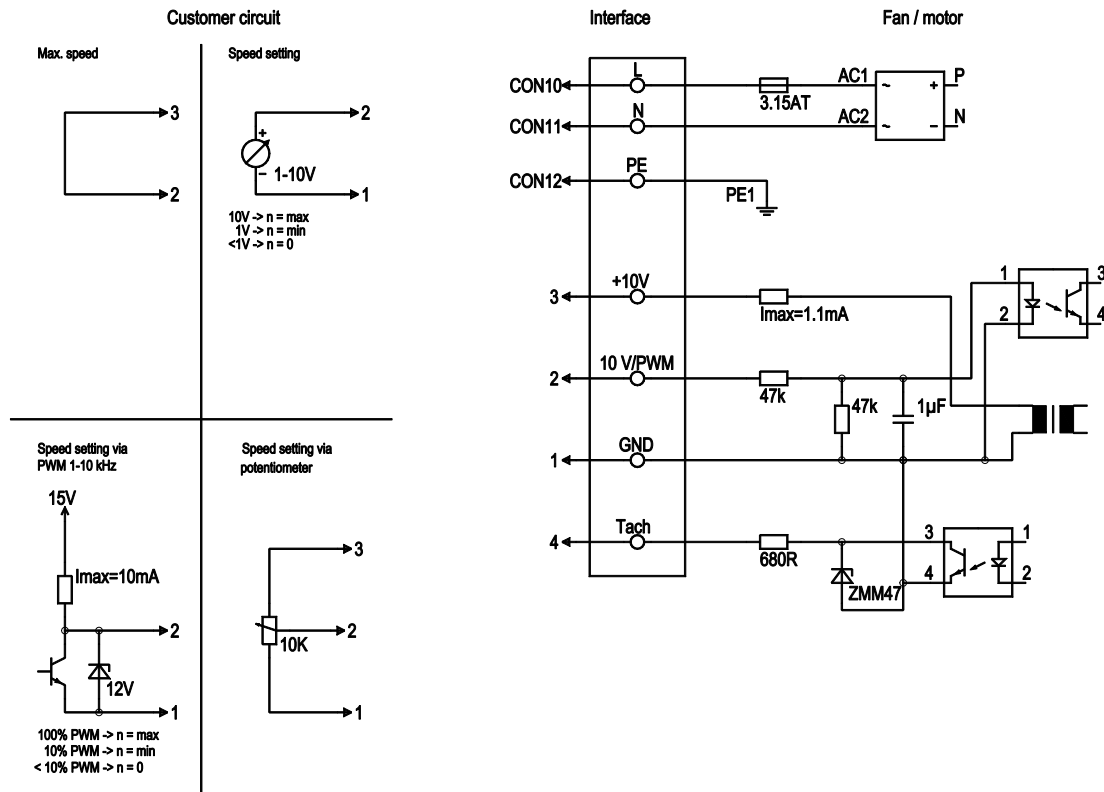 Customer circuit
Interface
Fan / motor
Max. speed
3
2
Speed setting
2
+
–
1-10V
1
10V -> n = max
1V -> n = min
<1V -> n = 0
Speed setting via
PWM 1-10 kHz
15V
Imax=10mA
2
12V
1
100% PWM -> n = max
10% PWM -> n = min
< 10% PWM -> n = 0
Speed setting via
potentiometer
3
2
10K
1
L
CON10
3.15AT
AC1
~
+
P
N
CON11
AC2
~
–
N
PE
CON12
PE1
+10V
3
Imax=1.1mA
1
3
2
4
10 V/PWM
2
47k
47k
1µF
GND
1
Tach
4
680R
ZMM47
3
1
4
2